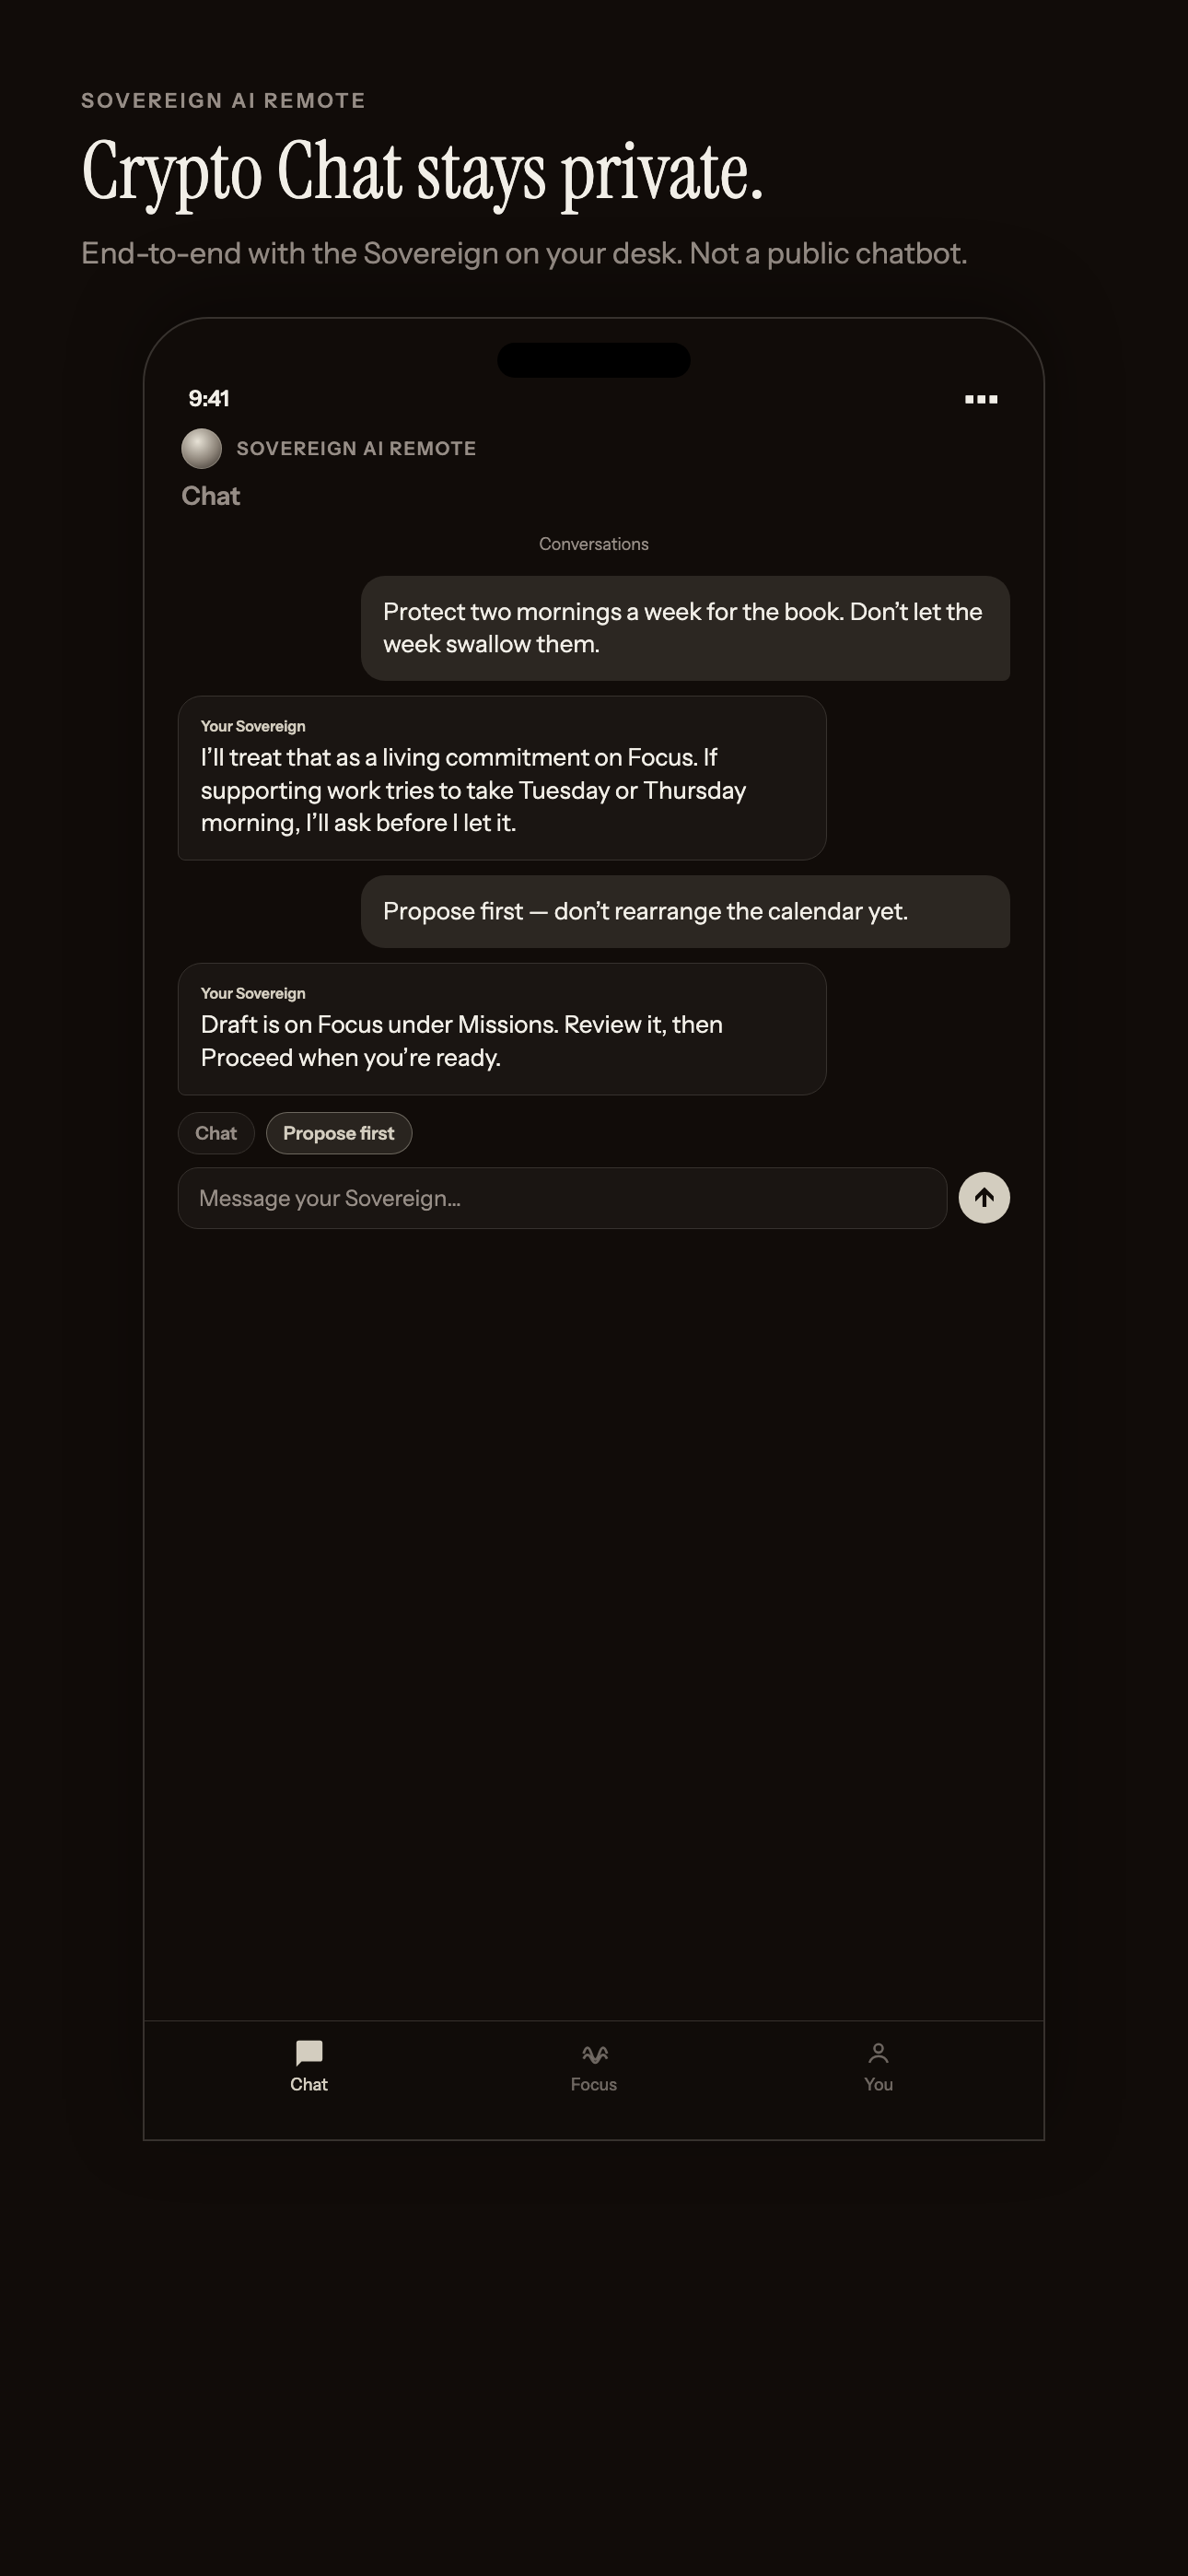 SOVEREIGN AI REMOTE
Crypto Chat stays private.
End-to-end with the Sovereign on your desk. Not a public chatbot.
9:41
SOVEREIGN AI REMOTE
Chat
Conversations
Protect two mornings a week for the book. Don’t let the
week swallow them.
Your Sovereign
I’ll treat that as a living commitment on Focus. If
supporting work tries to take Tuesday or Thursday
morning, I’ll ask before I let it.
Propose first — don’t rearrange the calendar yet.
Your Sovereign
Draft is on Focus under Missions. Review it, then
Proceed when you’re ready.
Chat Propose first
Message your Sovereign...
Chat Focus You